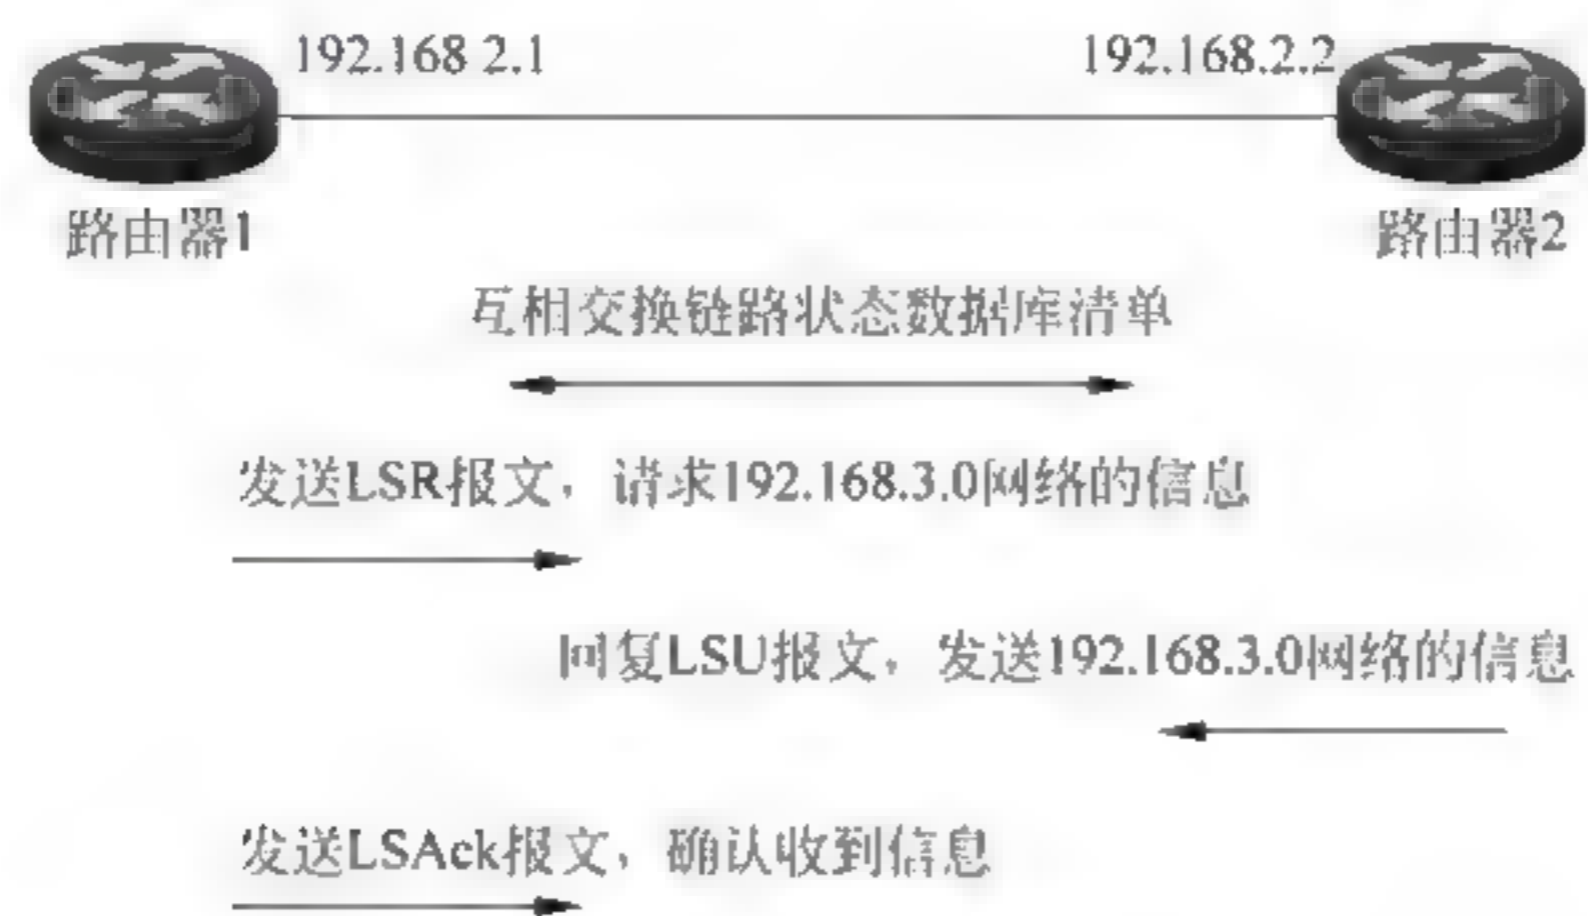 192.168 2.1
192.168.2.2
路由器1
路由器2
互相交换链路状态数据库清单
发送LSR报文，请求192.168.3.0网络的信息
回复LSU报文，发送192.168.3.0网络的信息
发送LSAck报文，确认收到信息